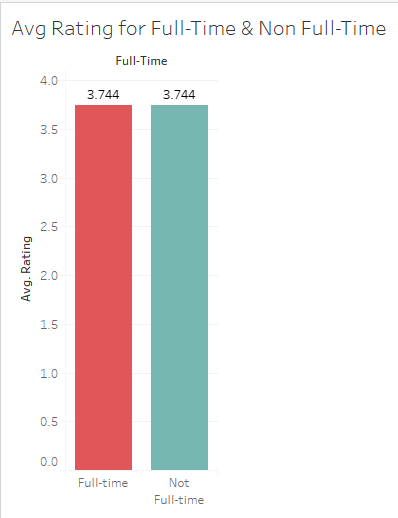 Avg Rating for Full-Time & Non Full-Time
Full-Time
4.0
3.744
3.744
3.5
3.0
2.5
2.0
1.5
1.0
0.5
0.0
Avg. Rating
Full-time
Not
Full-time